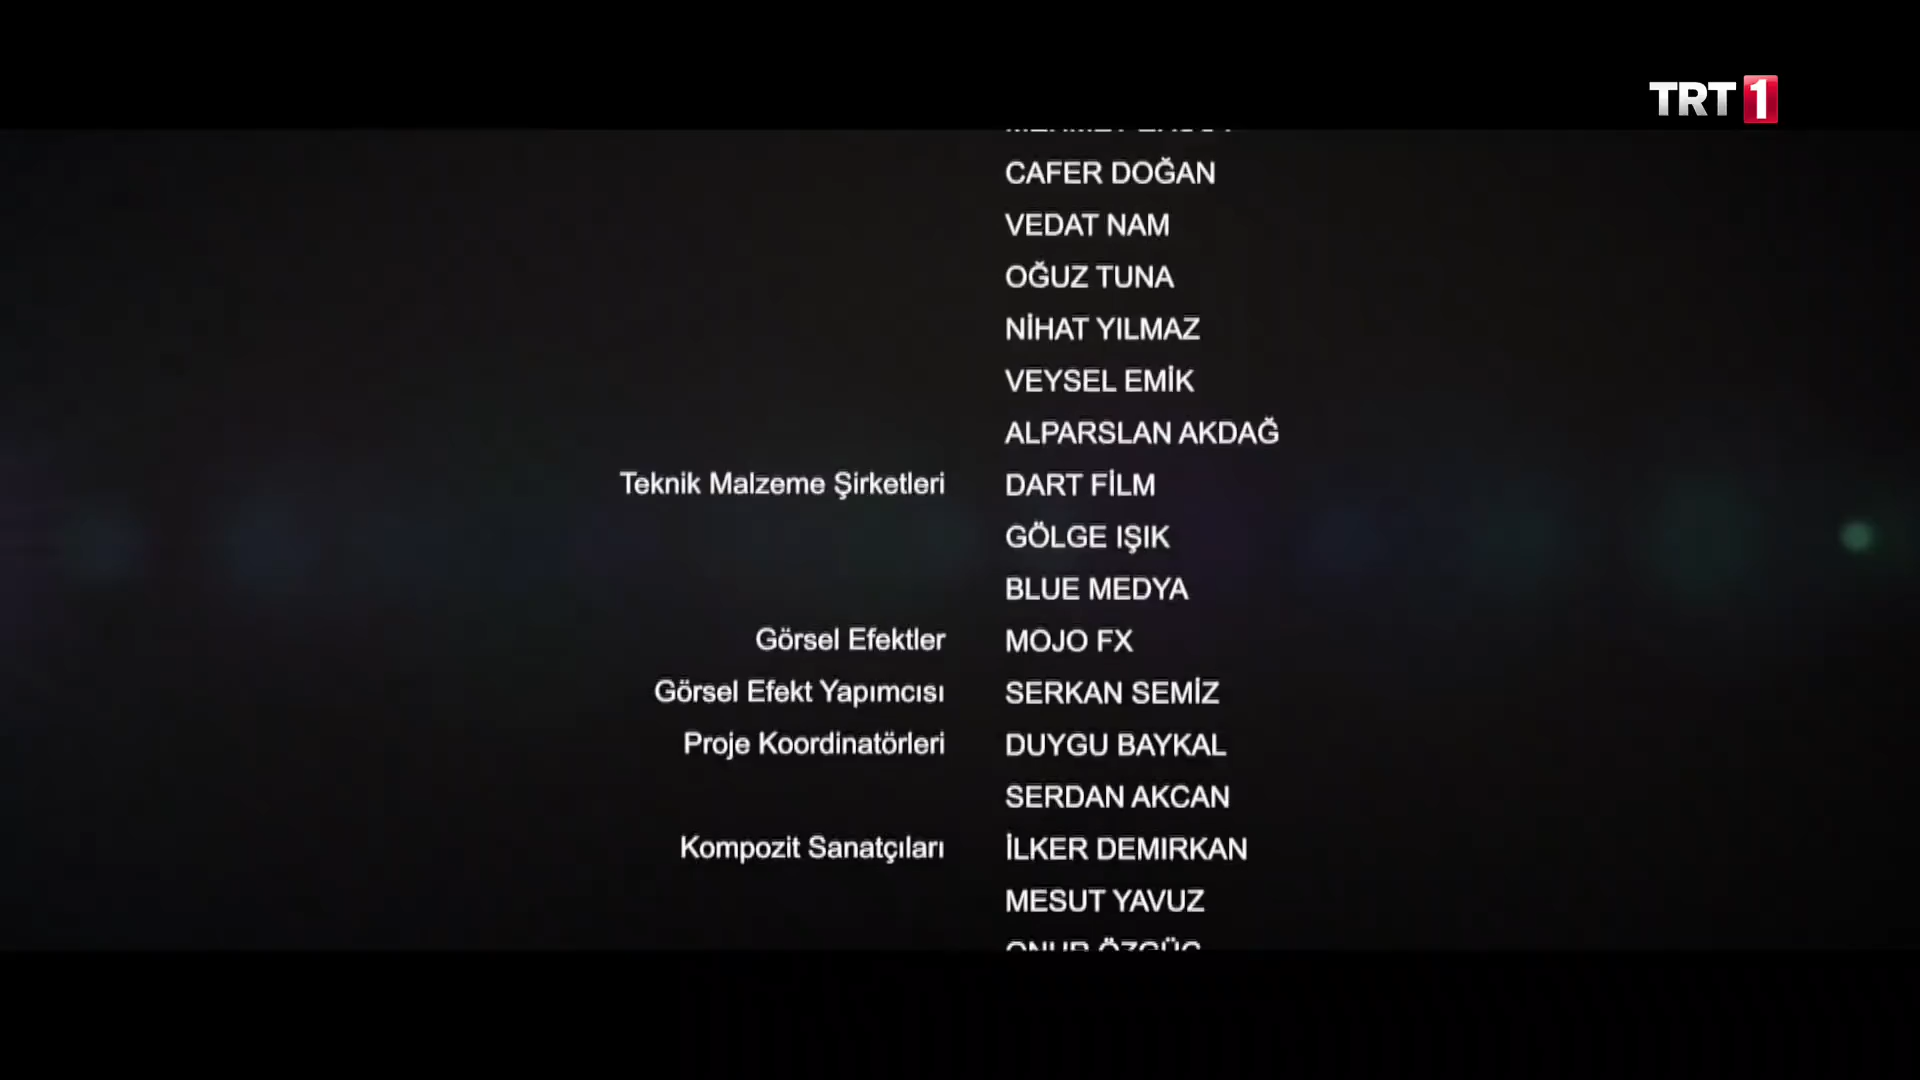 TRT 1
CAFER DOĞAN
VEDAT NAM
OĞUZ TUNA
NİHAT YILMAZ
VEYSEL EMİK
ALPARSLAN AKDAĞ
Teknik Malzeme Şirketleri DART FİLM
GÖLGE IŞIK
BLUE MEDYA
Görsel Efektler MOJO FX
Görsel Efekt Yapımcısı SERKAN SEMİZ
Proje Koordinatörleri DUYGU BAYKAL
SERDAN AKCAN
Kompozit Sanatçıları İLKER DEMIRKAN
MESUT YAVUZ